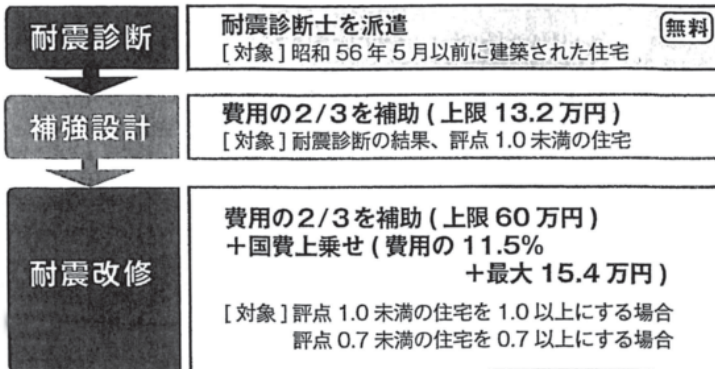 耐震診断
耐震診断士を派遣
無料
[対象]昭和56年5月以前に建築された住宅
補強設計
費用の2/3を補助(上限13.2万円)
[対象]耐震診断の結果、評点1.0未満の住宅
耐震改修
費用の2/3を補助(上限60万円)
+国費上乗せ(費用の11.5%
+最大15.4万円)
[対象]評点1.0未満の住宅を1.0以上にする場合
評点0.7未満の住宅を0.7以上にする場合